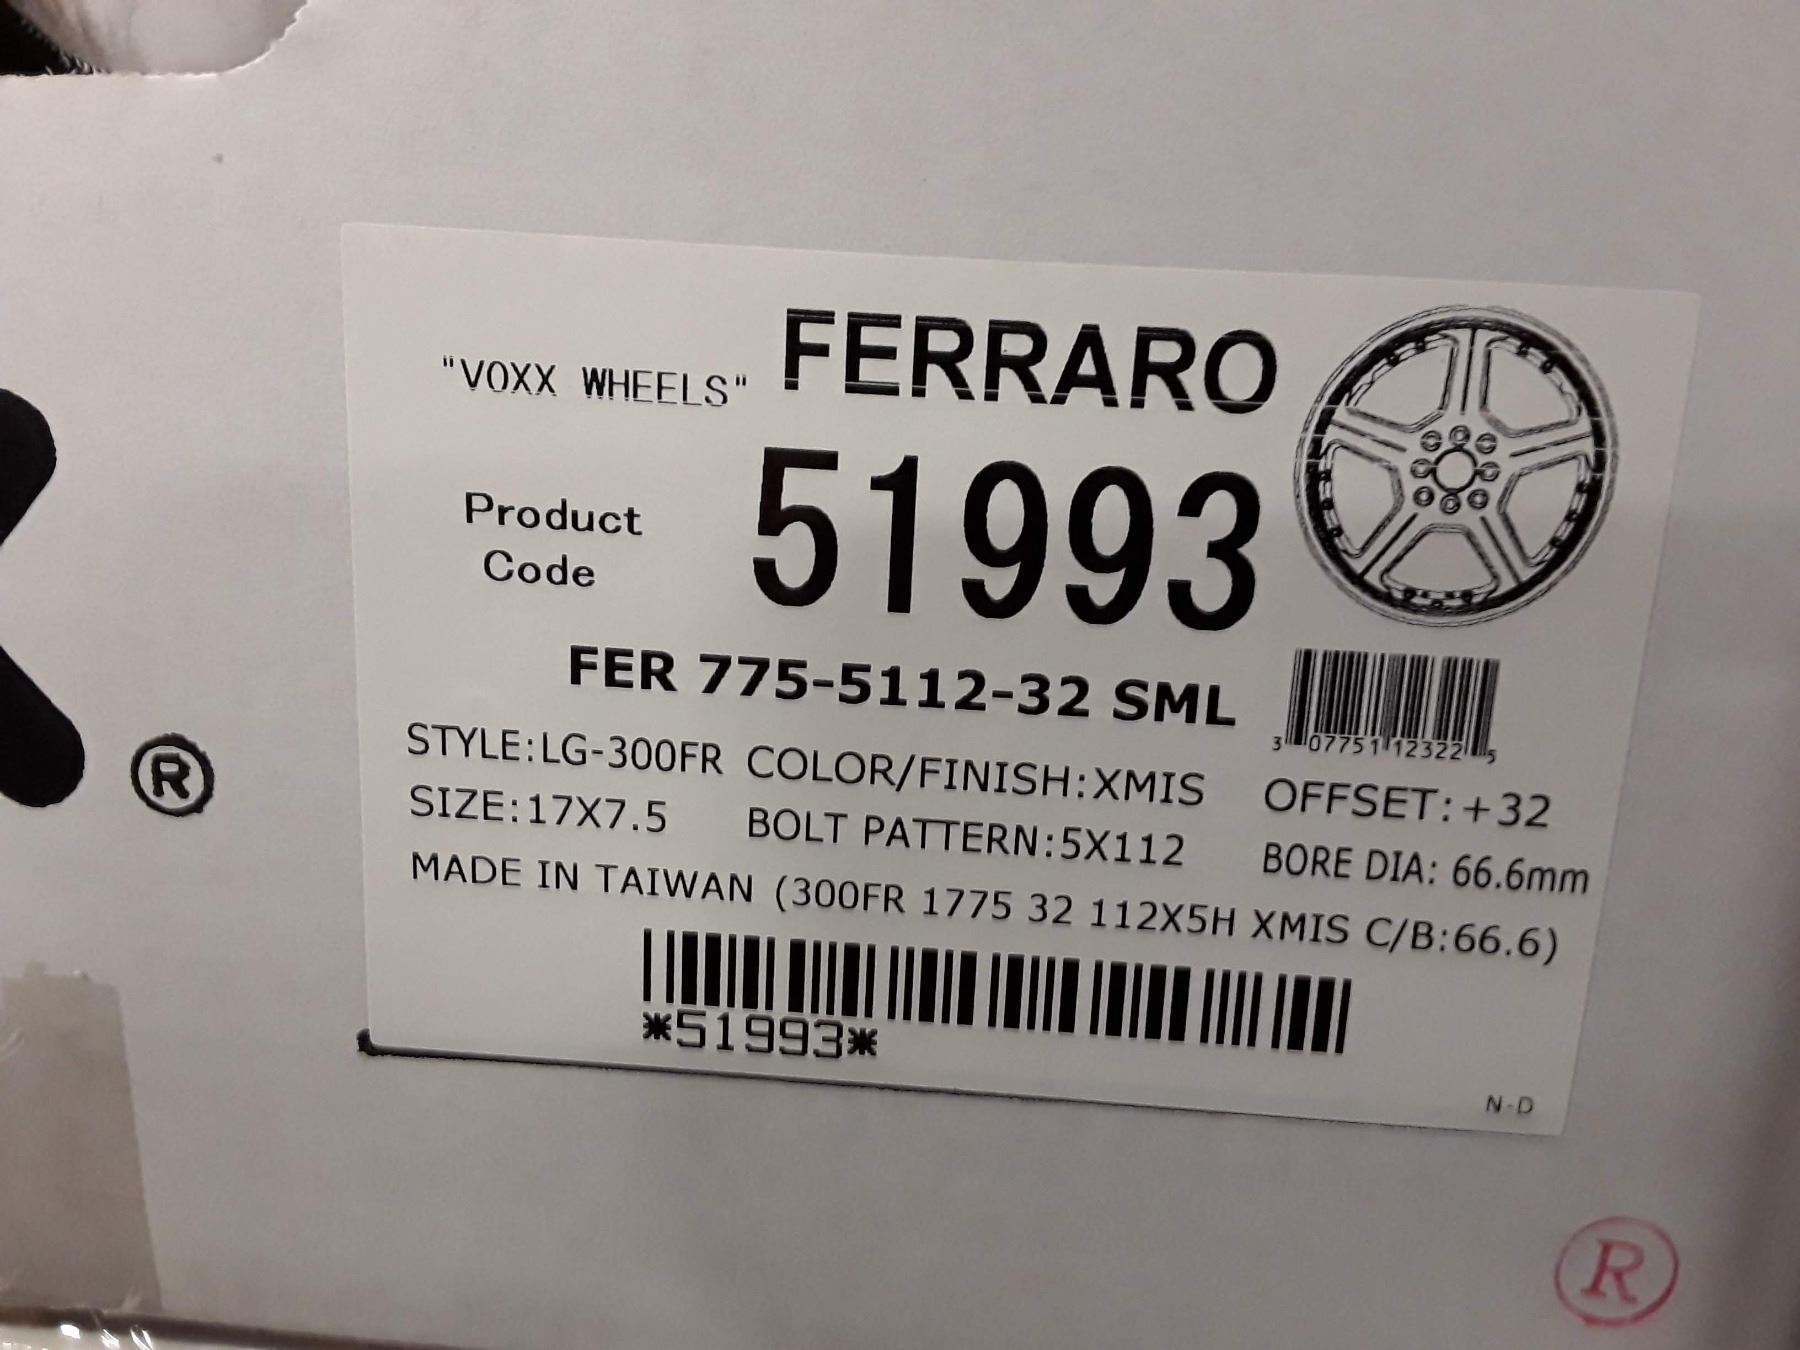 "VOXX WHEELS" FERRARO
Product
Code
51993
FER 775-5112-32 SML
3 07751 12322 5
STYLE:LG-300FR COLOR/FINISH:XMIS OFFSET:+32
SIZE:17X7.5 BOLT PATTERN:5X112 BORE DIA: 66.6mm
MADE IN TAIWAN (300FR 1775 32 112X5H XMIS C/B:66.6)
*51993*
N-D
®
R